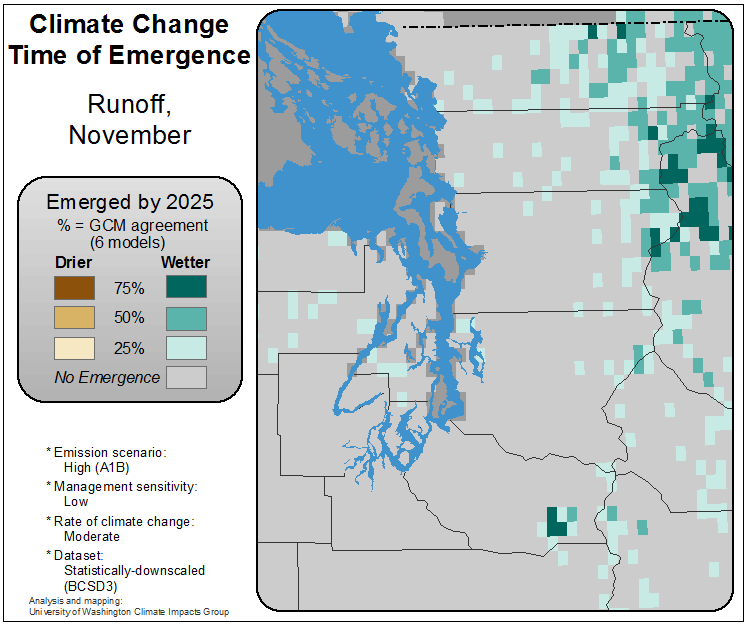 Climate Change
Time of Emergence
Runoff,
November
Emerged by 2025
% = GCM agreement
(6 models)
Drier Wetter
75%
50%
25%
No Emergence
* Emission scenario:
High (A1B)
* Management sensitivity:
Low
* Rate of climate change:
Moderate
* Dataset:
Statistically-downscaled
(BCSD3)
Analysis and mapping:
University of Washington Climate Impacts Group